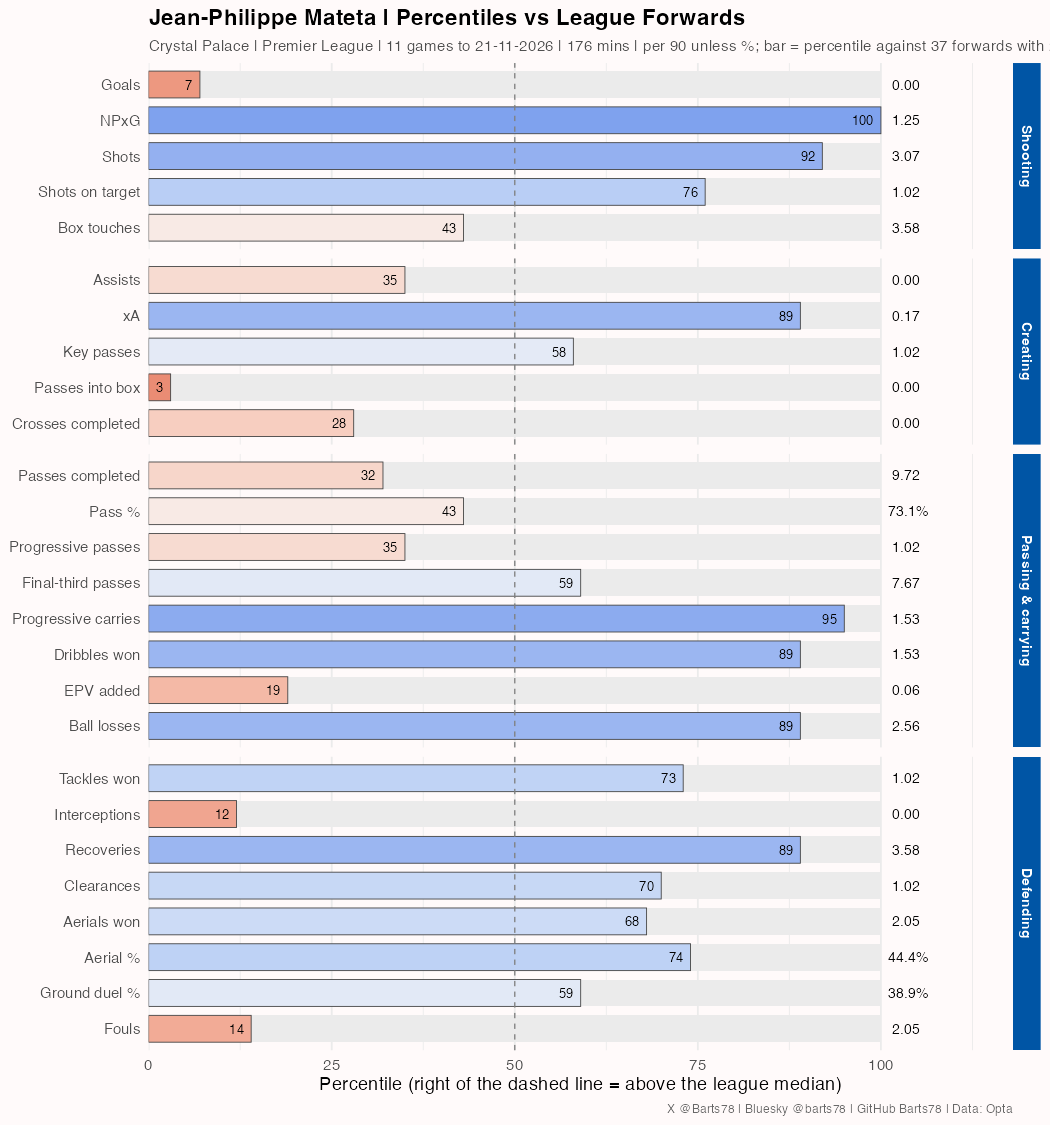 Jean-Philippe Mateta | Percentiles vs League Forwards
Crystal Palace | Premier League | 11 games to 21-11-2026 | 176 mins | per 90 unless %; bar = percentile against 37 forwards with
Goals 7 0.00
NPxG 100 1.25
Shots 92 3.07
Shots on target 76 1.02
Box touches 43 3.58
Shooting
Assists 35 0.00
xA 89 0.17
Key passes 58 1.02
Passes into box 3 0.00
Crosses completed 28 0.00
Creating
Passes completed 32 9.72
Pass % 43 73.1%
Progressive passes 35 1.02
Final-third passes 59 7.67
Progressive carries 95 1.53
Dribbles won 89 1.53
EPV added 19 0.06
Ball losses 89 2.56
Passing & carrying
Tackles won 73 1.02
Interceptions 12 0.00
Recoveries 89 3.58
Clearances 70 1.02
Aerials won 68 2.05
Aerial % 74 44.4%
Ground duel % 59 38.9%
Fouls 14 2.05
Defending
0 25 50 75 100
Percentile (right of the dashed line = above the league median)
X @Barts78 | Bluesky @barts78 | GitHub Barts78 | Data: Opta